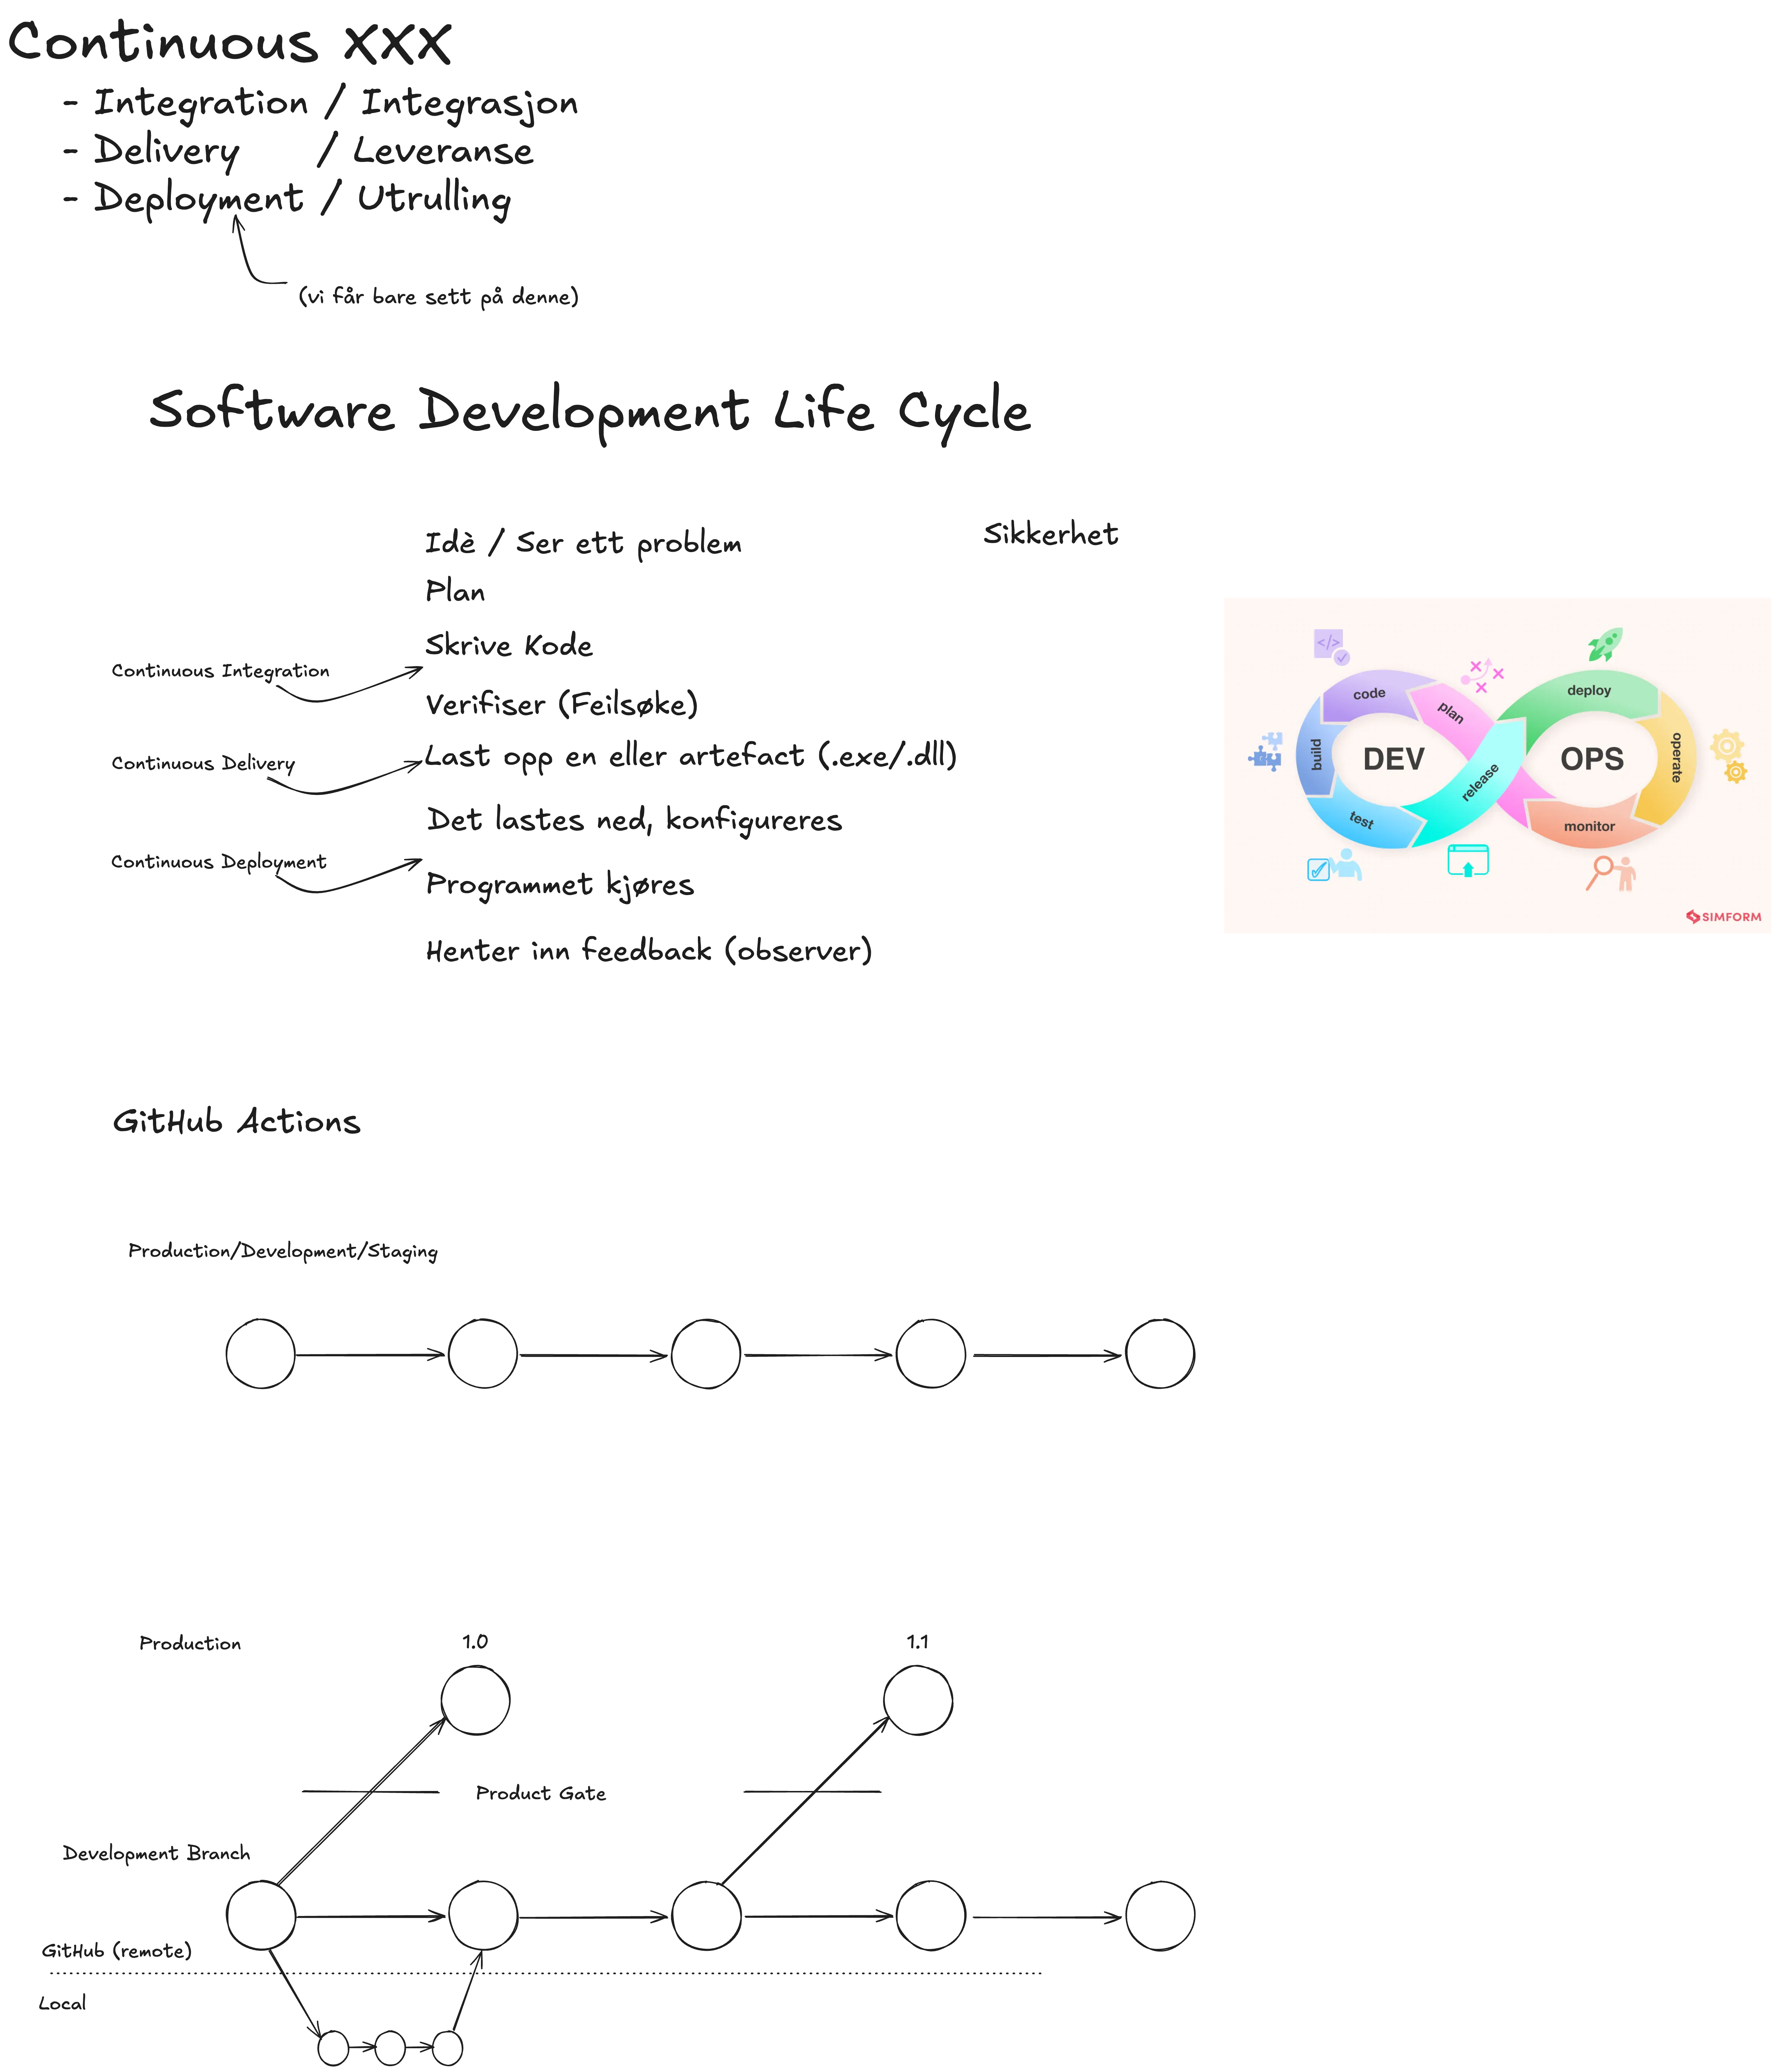 Continuous XXX
- Integration / Integrasjon
- Delivery / Leveranse
- Deployment / Utrulling
(vi får bare sett på denne)
Software Development Life Cycle
Idè / Ser ett problem
Sikkerhet
Plan
Skrive Kode
Continuous Integration
Verifiser (Feilsøke)
Continuous Delivery
Last opp en eller artefact (.exe/.dll)
Det lastes ned, konfigureres
Continuous Deployment
Programmet kjøres
Henter inn feedback (observer)
</>
code
plan
deploy
build
DEV
release
OPS
operate
test
monitor
SIMFORM
GitHub Actions
Production/Development/Staging
Production
1.0
1.1
Product Gate
Development Branch
GitHub (remote)
Local